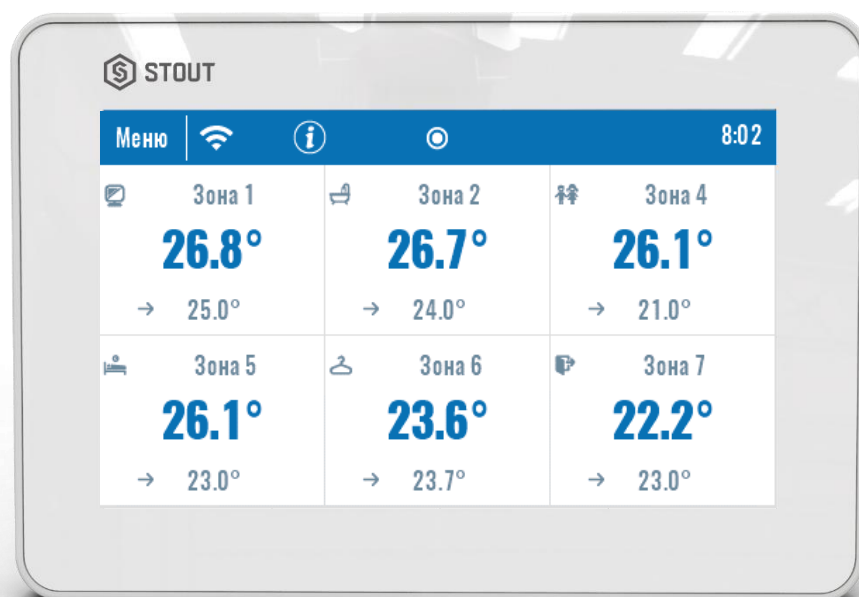 STOUT
Меню 8:02
Зона 1 Зона 2 Зона 4
26.8° 26.7° 26.1°
→ 25.0° → 24.0° → 21.0°
Зона 5 Зона 6 Зона 7
26.1° 23.6° 22.2°
→ 23.0° → 23.7° → 23.0°